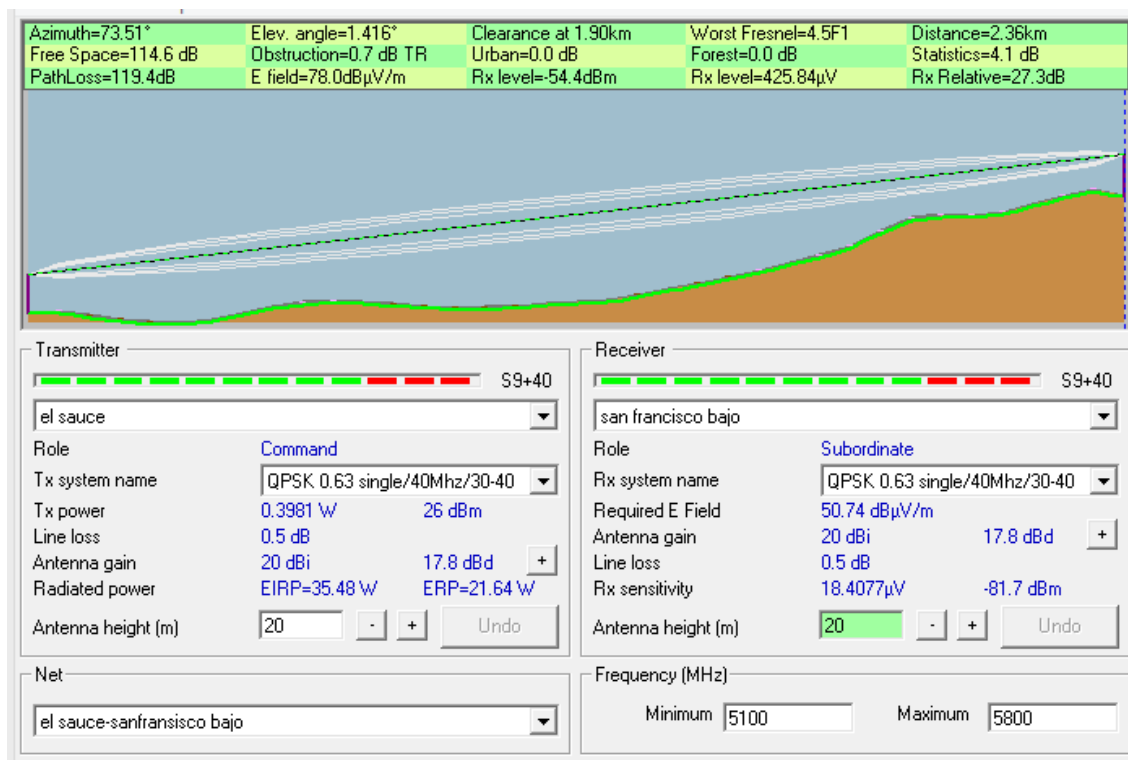 Azimuth=73.51° Elev. angle=1.416° Clearance at 1.90km Worst Fresnel=4.5F1 Distance=2.36km
Free Space=114.6 dB Obstruction=0.7 dB TR Urban=0.0 dB Forest=0.0 dB Statistics=4.1 dB
PathLoss=119.4dB E field=78.0dBμV/m Rx level=-54.4dBm Rx level=425.84μV Rx Relative=27.3dB
Transmitter
S9+40
el sauce
Role Command
Tx system name QPSK 0.63 single/40Mhz/30-40
Tx power 0.3981 W 26 dBm
Line loss 0.5 dB
Antenna gain 20 dBi 17.8 dBd +
Radiated power EIRP=35.48 W ERP=21.64 W
Antenna height (m) 20 - + Undo
Receiver
S9+40
san francisco bajo
Role Subordinate
Rx system name QPSK 0.63 single/40Mhz/30-40
Required E Field 50.74 dBμV/m
Antenna gain 20 dBi 17.8 dBd +
Line loss 0.5 dB
Rx sensitivity 18.4077μV -81.7 dBm
Antenna height (m) 20 - + Undo
Net
el sauce-sanfransisco bajo
Frequency (MHz)
Minimum 5100 Maximum 5800